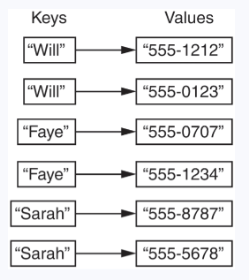 Keys Values
“Will” “555-1212”
“Will” “555-0123”
“Faye” “555-0707”
“Faye” “555-1234”
“Sarah” “555-8787”
“Sarah” “555-5678”